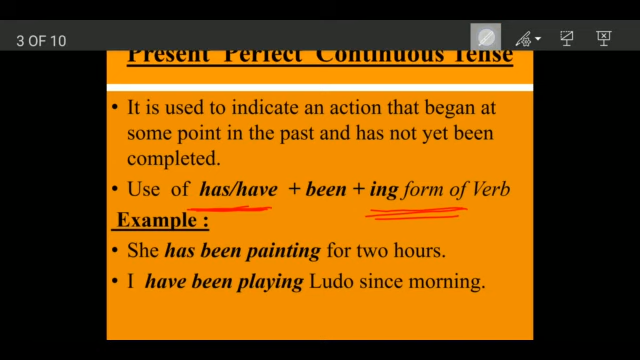 3 OF 10
Present Perfect Continuous Tense
• It is used to indicate an action that began at
some point in the past and has not yet been
completed.
• Use of has/have + been + ing form of Verb
Example :
• She has been painting for two hours.
• I have been playing Ludo since morning.